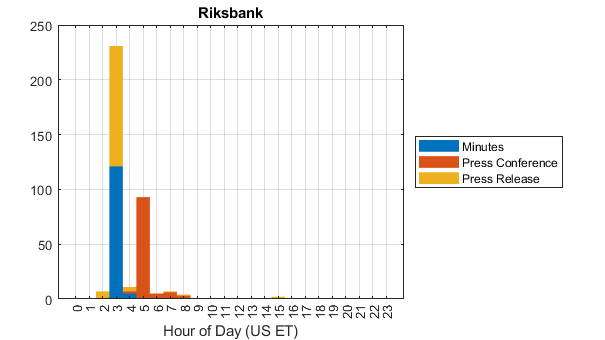 Riksbank
250
200
150
100
50
0
0 1 2 3 4 5 6 7 8 9 10 11 12 13 14 15 16 17 18 19 20 21 22 23
Hour of Day (US ET)
Minutes
Press Conference
Press Release